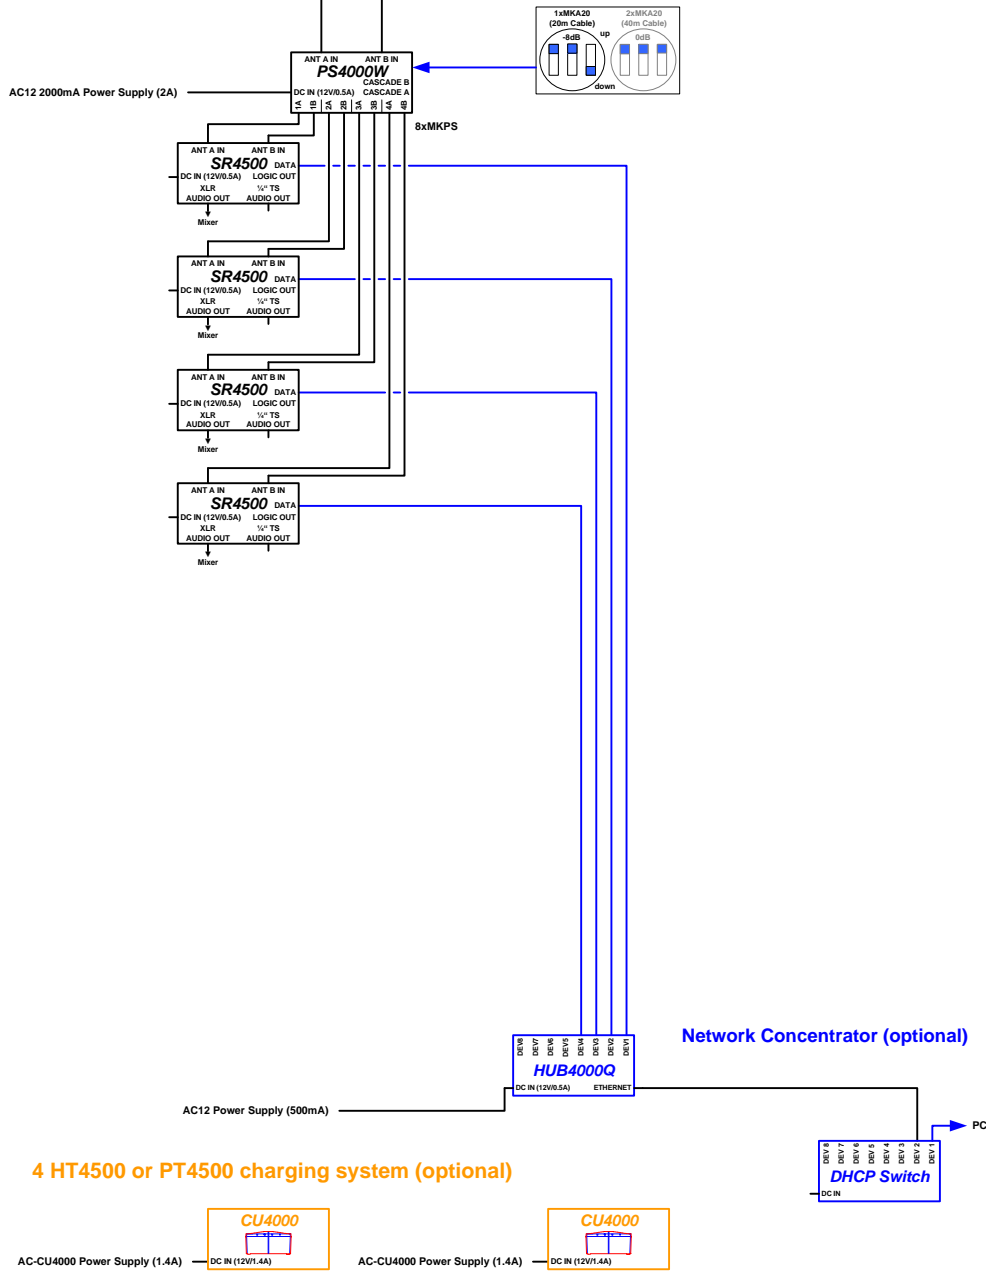 1xMKA20
(20m Cable)
2xMKA20
(40m Cable)
up
-8dB
0dB
down
ANT A IN
ANT B IN
PS4000W
CASCADE B
DC IN (12V/0.5A)
CASCADE A
1A
1B
2A
2B
3A
3B
4A
4B
AC12 2000mA Power Supply (2A)
8xMKPS
ANT A IN
ANT B IN
SR4500
DATA
DC IN (12V/0.5A)
LOGIC OUT
XLR
¼“ TS
AUDIO OUT
AUDIO OUT
Mixer
ANT A IN
ANT B IN
SR4500
DATA
DC IN (12V/0.5A)
LOGIC OUT
XLR
¼“ TS
AUDIO OUT
AUDIO OUT
Mixer
ANT A IN
ANT B IN
SR4500
DATA
DC IN (12V/0.5A)
LOGIC OUT
XLR
¼“ TS
AUDIO OUT
AUDIO OUT
Mixer
ANT A IN
ANT B IN
SR4500
DATA
DC IN (12V/0.5A)
LOGIC OUT
XLR
¼“ TS
AUDIO OUT
AUDIO OUT
Mixer
Network Concentrator (optional)
DEV8
DEV7
DEV6
DEV5
DEV4
DEV3
DEV2
DEV1
HUB4000Q
DC IN (12V/0.5A)
ETHERNET
AC12 Power Supply (500mA)
PC
DEV 8
DEV 7
DEV 6
DEV 5
DEV 4
DEV 3
DEV 2
DEV 1
DHCP Switch
DC IN
4 HT4500 or PT4500 charging system (optional)
CU4000
AC-CU4000 Power Supply (1.4A)
DC IN (12V/1.4A)
CU4000
AC-CU4000 Power Supply (1.4A)
DC IN (12V/1.4A)